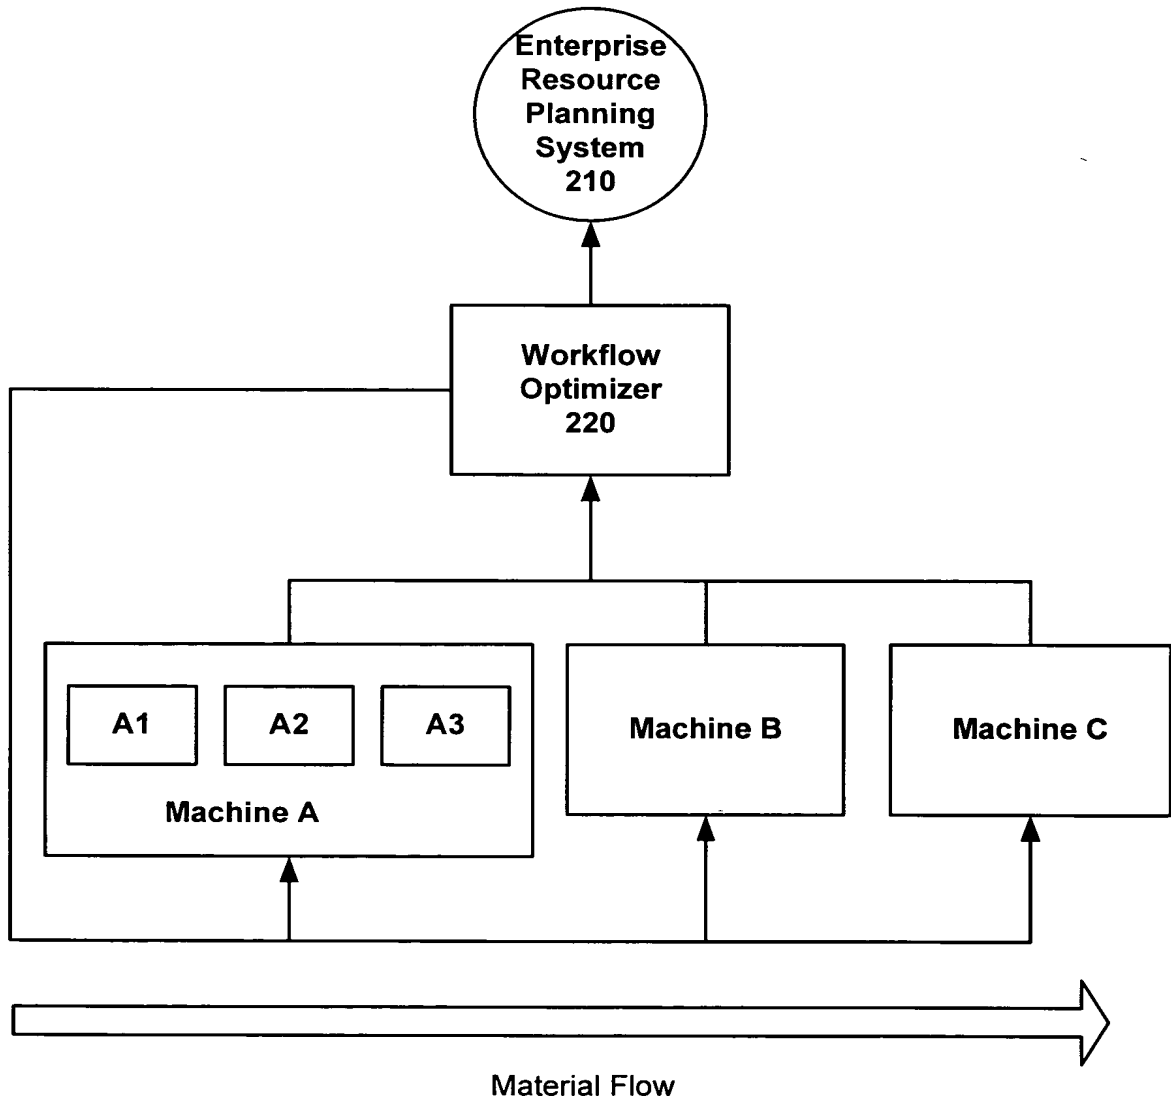 Enterprise
Resource
Planning
System
210
Workflow
Optimizer
220
A1
A2
A3
Machine A
Machine B
Machine C
Material Flow